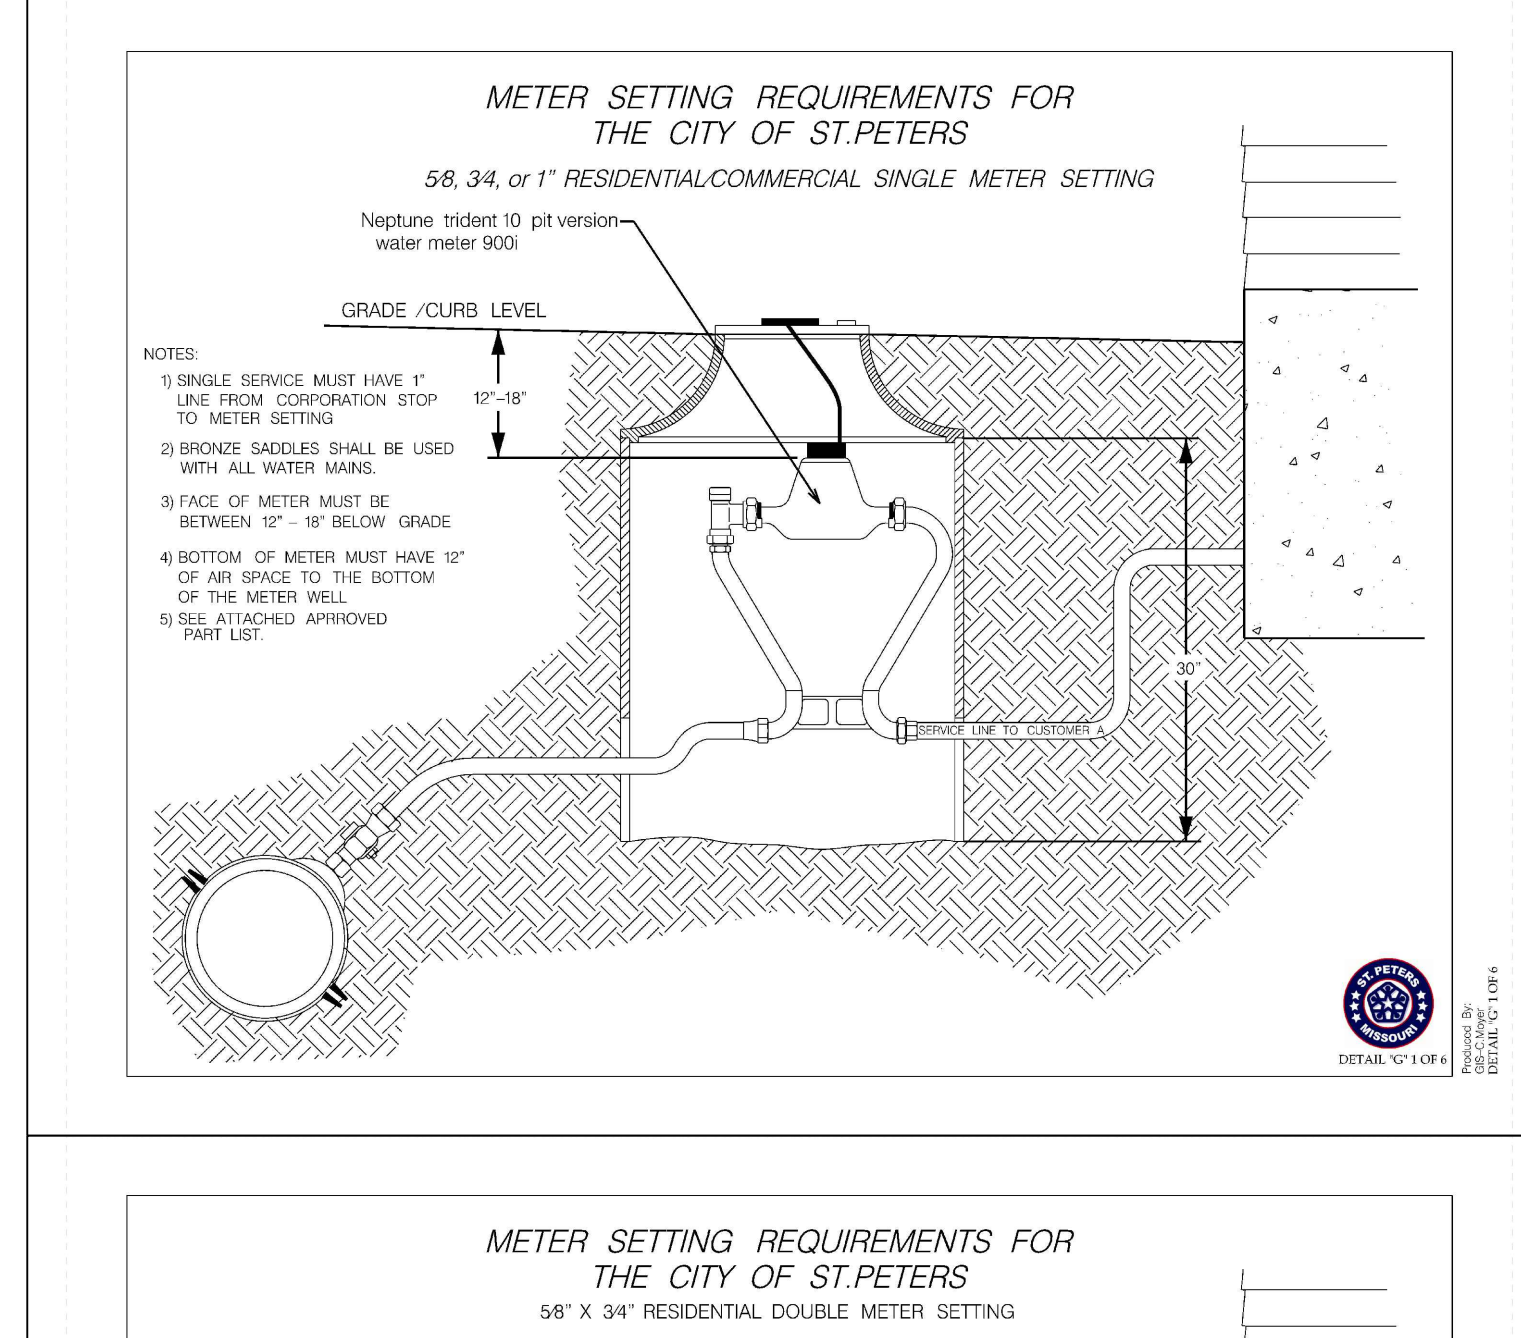 METER SETTING REQUIREMENTS FOR
THE CITY OF ST.PETERS
5/8, 3/4, or 1" RESIDENTIAL/COMMERCIAL SINGLE METER SETTING
Neptune trident 10 pit version
water meter 900i
GRADE /CURB LEVEL
12"-18"
NOTES:
1) SINGLE SERVICE MUST HAVE 1"
LINE FROM CORPORATION STOP
TO METER SETTING
2) BRONZE SADDLES SHALL BE USED
WITH ALL WATER MAINS.
3) FACE OF METER MUST BE
BETWEEN 12" - 18" BELOW GRADE
4) BOTTOM OF METER MUST HAVE 12"
OF AIR SPACE TO THE BOTTOM
OF THE METER WELL
5) SEE ATTACHED APRROVED
PART LIST.
30"
SERVICE LINE TO CUSTOMER A
ST. PETERS
MISSOURI
DETAIL "G" 1 OF 6
Produced By:
GIS-C.Moyer
DETAIL "G" 1 OF 6
METER SETTING REQUIREMENTS FOR
THE CITY OF ST.PETERS
5/8" X 3/4" RESIDENTIAL DOUBLE METER SETTING